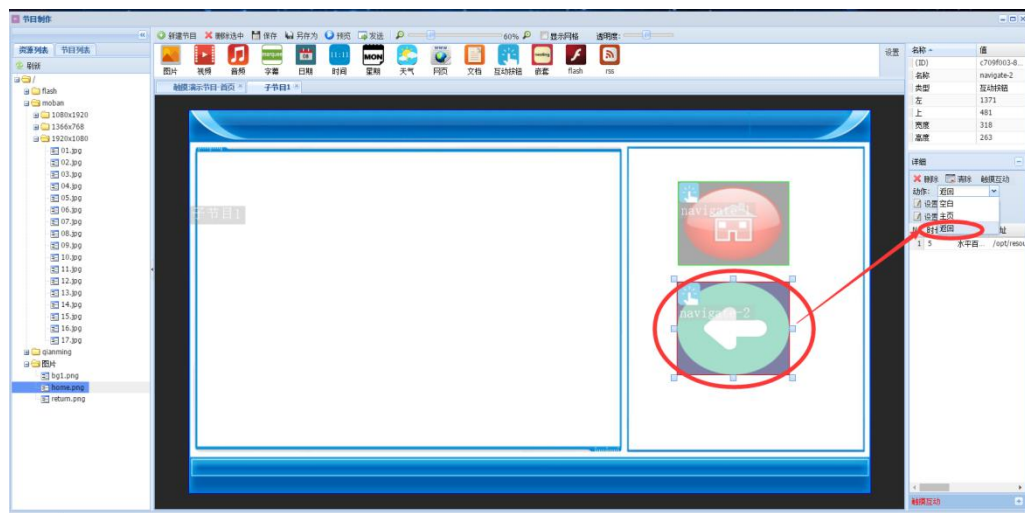 节目制作
新建节目 删除选中 保存 另存为 预览 发送 60% 显示网格 透明度:
资源列表 节目列表
刷新
图片 视频 音频 字幕 日期 时间 星期 天气 网页 文档 互动按钮 嵌套 flash rss
设置
触摸演示节目-首页 子节目1
/
flash
moban
1080x1920
1366x768
1920x1080
01.jpg
02.jpg
03.jpg
04.jpg
05.jpg
06.jpg
07.jpg
08.jpg
09.jpg
10.jpg
11.jpg
12.jpg
13.jpg
14.jpg
15.jpg
16.jpg
17.jpg
qianming
图片
bg1.png
home.png
return.png
子节目1
navigate-1
navigate-2
名称 值
(ID) c709f003-8...
名称 navigate-2
类型 互动按钮
左 1371
上 481
宽度 318
高度 263
详细
删除 清除 触摸互动
动作: 返回
设置 空白
设置 主页
返回
1 5 水平百... /opt/resou
触摸互动